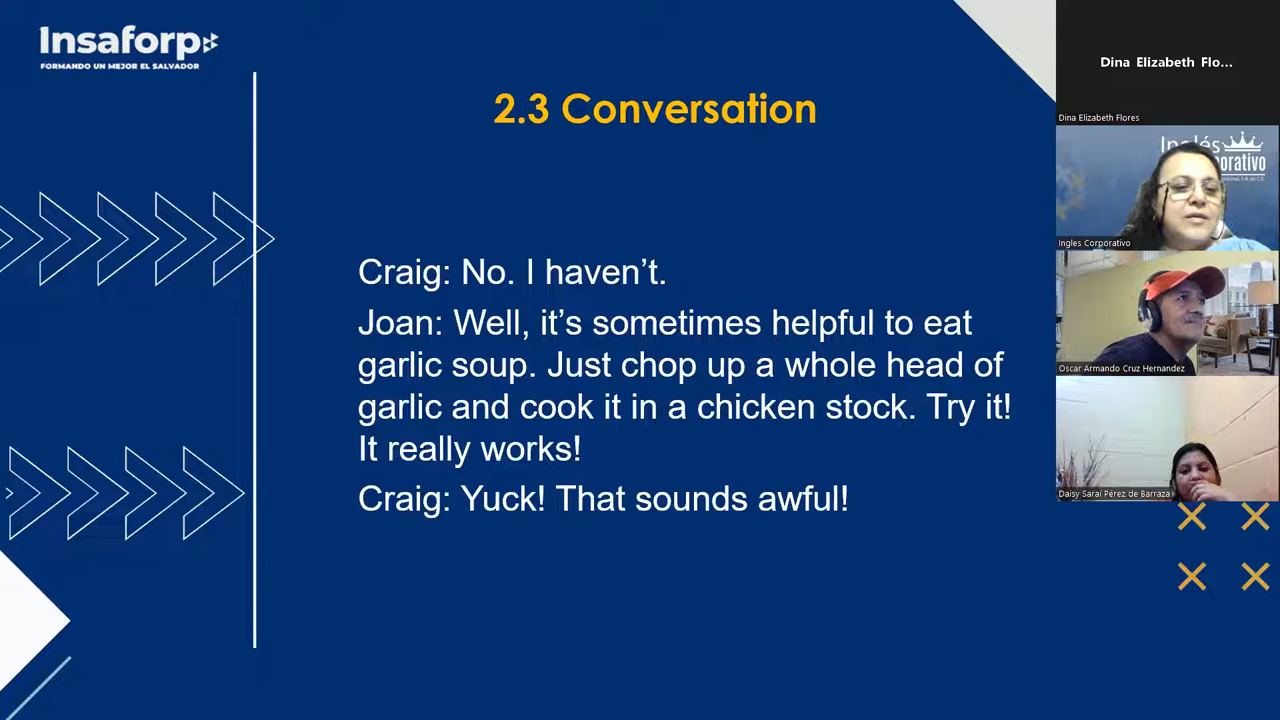 Insaforp
FORMANDO UN MEJOR EL SALVADOR
2.3 Conversation
Craig: No. I haven’t.
Joan: Well, it’s sometimes helpful to eat
garlic soup. Just chop up a whole head of
garlic and cook it in a chicken stock. Try it!
It really works!
Craig: Yuck! That sounds awful!
Dina Elizabeth Flo...
Dina Elizabeth Flores
Ingles Corporativo
Oscar Armando Cruz Hernandez
Daisy Saraí Pérez de Barraza